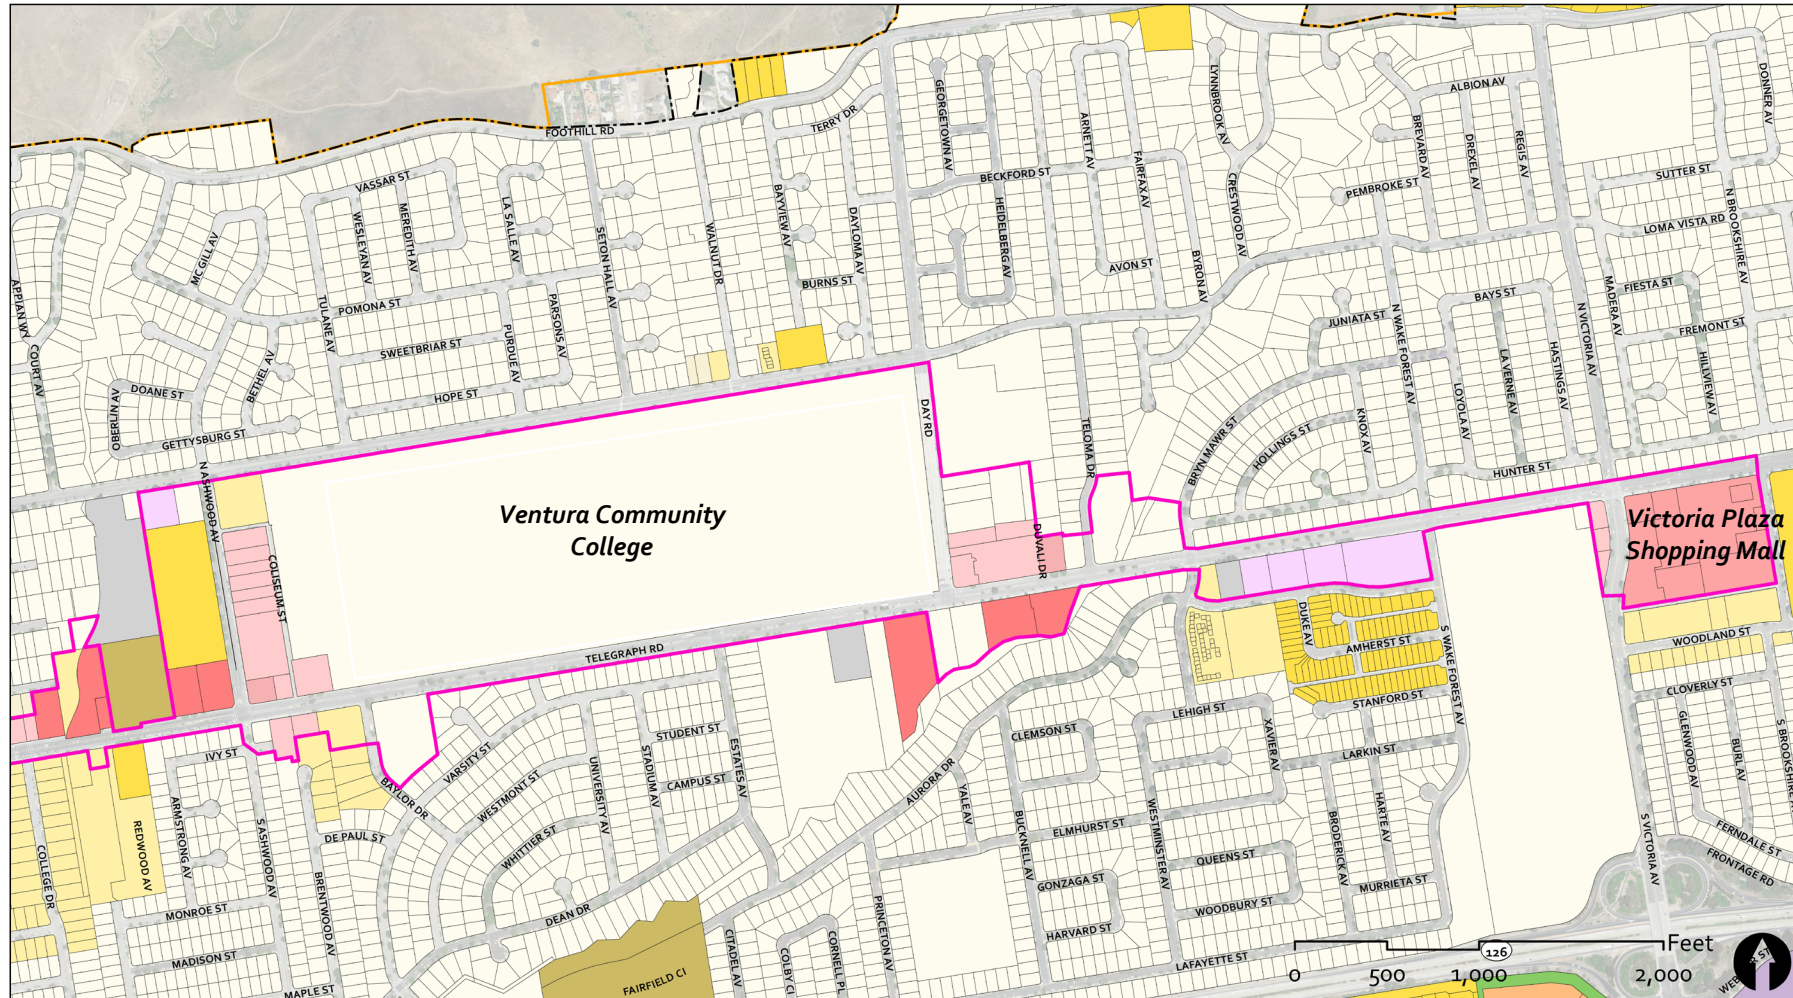 FOOTHILL RD
TERRY DR
VASSAR ST
WESLEYAN AV
MEREDITH AV
LA SALLE AV
SETON HALL AV
WALNUT DR
BAYVIEW AV
DAYLOMA AV
GEORGETOWN AV
BECKFORD ST
HEIDELBERG AV
ARNETT AV
FAIRFAX AV
LYNNBROOK AV
CRESTWOOD AV
BYRON AV
AVON ST
ALBION AV
BREVARD AV
DREXEL AV
REGIS AV
PEMBROKE ST
DONNER AV
SUTTER ST
N BROOKSHIRE AV
LOMA VISTA RD
MC GILL AV
APPIAN WY
COURT AV
TULANE AV
POMONA ST
SWEETBRIAR ST
PURDUE AV
PARSONS AV
BURNS ST
JUNIATA ST
N WAKE FOREST AV
BAYS ST
N VICTORIA AV
MADERA AV
FIESTA ST
FREMONT ST
HILLVIEW AV
LA VERNE AV
HASTINGS AV
LOYOLA AV
KNOX AV
DOANE ST
BETHEL AV
OBERLIN AV
GETTYSBURG ST
HOPE ST
N ASHWOOD AV
DAY RD
TELOMA DR
BRYN MAWR ST
HOLLINGS ST
HUNTER ST
Ventura Community
College
Victoria Plaza
Shopping Mall
COLISEUM ST
DUVALI DR
TELEGRAPH RD
DUKE AV
AMHERST ST
STANFORD ST
S WAKE FOREST AV
WOODLAND ST
CLOVERLY ST
GLENWOOD AV
BURL AV
S BROOKSHIRE A
IVY ST
VARSITY ST
STUDENT ST
ESTATES AV
CLEMSON ST
LEHIGH ST
XAVIER AV
LARKIN ST
BAYLOR DR
WESTMONT ST
UNIVERSITY AV
STADIUM AV
CAMPUS ST
AURORA DR
YALE AV
COLLEGE DR
REDWOOD AV
ARMSTRONG AV
S ASHWOOD AV
BRENTWOOD AV
DE PAUL ST
WHITTIER ST
ELMHURST ST
BUCKNELL AV
WESTMINSTER AV
QUEENS ST
BRODERICK AV
HARTE AV
S VICTORIA AV
FERNDALE ST
FRONTAGE RD
MONROE ST
MADISON ST
MAPLE ST
DEAN DR
FAIRFIELD CI
CITADEL AV
COLBY CI
CORNELL PL
PRINCETON AV
GONZAGA ST
HARVARD ST
WOODBURY ST
MURRIETA ST
LAFAYETTE ST
126
Feet
0 500 1,000 2,000